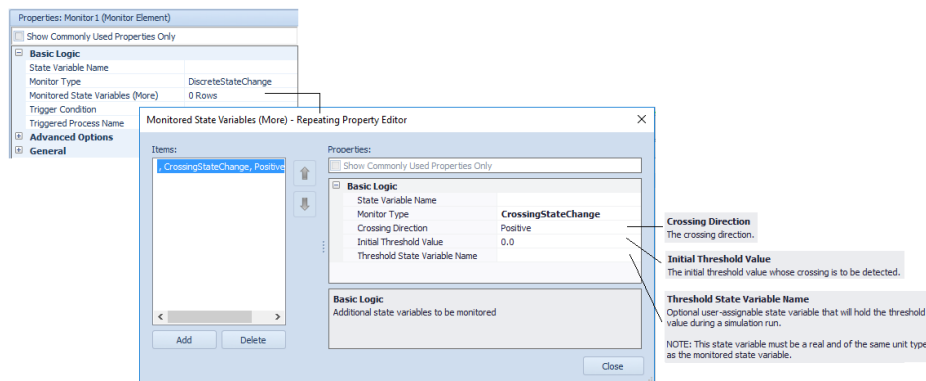 Properties: Monitor1 (Monitor Element)
Show Commonly Used Properties Only
Basic Logic
State Variable Name
Monitor Type DiscreteStateChange
Monitored State Variables (More) 0 Rows
Trigger Condition
Triggered Process Name
Advanced Options
General
Monitored State Variables (More) - Repeating Property Editor
Items:
, CrossingStateChange, Positive
Add Delete
Properties:
Show Commonly Used Properties Only
Basic Logic
State Variable Name
Monitor Type CrossingStateChange
Crossing Direction Positive
Initial Threshold Value 0.0
Threshold State Variable Name
Basic Logic
Additional state variables to be monitored
Close
Crossing Direction
The crossing direction.
Initial Threshold Value
The initial threshold value whose crossing is to be detected.
Threshold State Variable Name
Optional user-assignable state variable that will hold the threshold
value during a simulation run.
NOTE: This state variable must be a real and of the same unit type
as the monitored state variable.